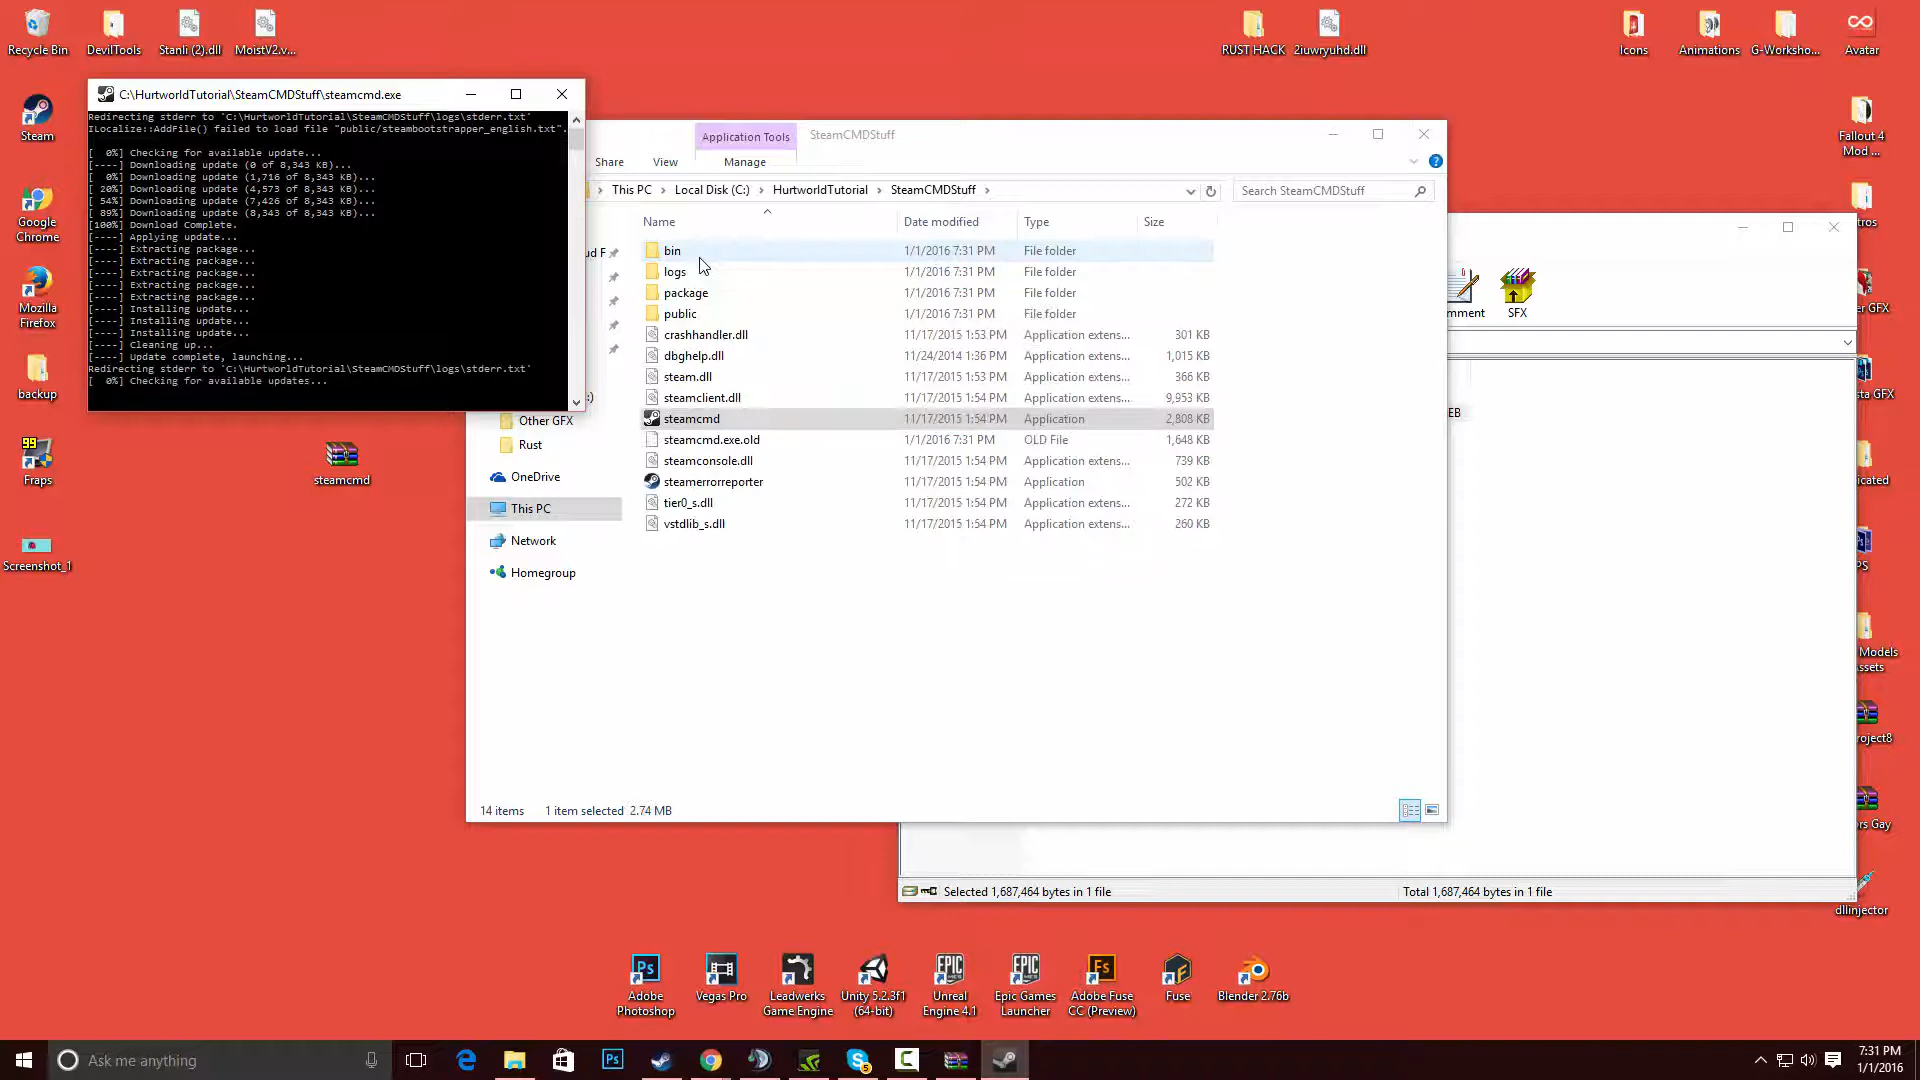 Recycle Bin
DevilTools
Stanli (2).dll
MoistV2.v...
RUST HACK
2iuwryuhd.dll
Icons
Animations
G-Worksho...
Avatar
C:\HurtworldTutorial\SteamCMDStuff\steamcmd.exe
Redirecting stderr to 'C:\HurtworldTutorial\SteamCMDStuff\logs\stderr.txt'
ILocalize::AddFile() failed to load file "public/steambootstrapper_english.txt".
[  0%] Checking for available update...
[----] Downloading update (0 of 8,343 KB)...
[  0%] Downloading update (1,716 of 8,343 KB)...
[ 20%] Downloading update (4,573 of 8,343 KB)...
[ 54%] Downloading update (7,426 of 8,343 KB)...
[ 89%] Downloading update (8,343 of 8,343 KB)...
[100%] Download Complete.
[----] Applying update...
[----] Extracting package...
[----] Extracting package...
[----] Extracting package...
[----] Extracting package...
[----] Extracting package...
[----] Installing update...
[----] Installing update...
[----] Installing update...
[----] Cleaning up...
[----] Update complete, launching...
Redirecting stderr to 'C:\HurtworldTutorial\SteamCMDStuff\logs\stderr.txt'
[  0%] Checking for available updates...
Steam
Google Chrome
Mozilla Firefox
backup
99
Fraps
Screenshot_1
steamcmd
Application Tools
SteamCMDStuff
Share
View
Manage
This PC
Local Disk (C:)
HurtworldTutorial
SteamCMDStuff
Search SteamCMDStuff
Name
Date modified
Type
Size
bin 1/1/2016 7:31 PM File folder
logs 1/1/2016 7:31 PM File folder
package 1/1/2016 7:31 PM File folder
public 1/1/2016 7:31 PM File folder
crashhandler.dll 11/17/2015 1:53 PM Application extens... 301 KB
dbghelp.dll 11/24/2014 1:36 PM Application extens... 1,015 KB
steam.dll 11/17/2015 1:53 PM Application extens... 366 KB
steamclient.dll 11/17/2015 1:54 PM Application extens... 9,953 KB
steamcmd 11/17/2015 1:54 PM Application 2,808 KB
steamcmd.exe.old 1/1/2016 7:31 PM OLD File 1,648 KB
steamconsole.dll 11/17/2015 1:54 PM Application extens... 739 KB
steamerrorreporter 11/17/2015 1:54 PM Application 502 KB
tier0_s.dll 11/17/2015 1:54 PM Application extens... 272 KB
vstdlib_s.dll 11/17/2015 1:54 PM Application extens... 260 KB
ud F
:)
Other GFX
Rust
OneDrive
This PC
Network
Homegroup
14 items
1 item selected 2.74 MB
mment
SFX
EB
Selected 1,687,464 bytes in 1 file
Total 1,687,464 bytes in 1 file
Fallout 4 Mod ...
tros
er GFX
sta GFX
icated
PS
Models
ssets
roject8
rs Gay
dllinjector
Adobe Photoshop
Vegas Pro
Leadwerks Game Engine
Unity 5.2.3f1 (64-bit)
Unreal Engine 4.1
Epic Games Launcher
Adobe Fuse CC (Preview)
Fuse
Blender 2.76b
Ask me anything
5
7:31 PM
1/1/2016